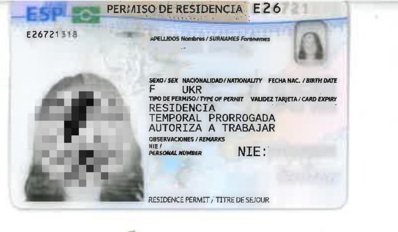 ESP PERMISO DE RESIDENCIA E26721
E26721318
APELLIDOS Nombres / SURNAMES Forenames
SEXO / SEX NACIONALIDAD / NATIONALITY FECHA NAC. / BIRTH DATE
F UKR
TIPO DE PERMISO / TYPE OF PERMIT VALIDEZ TARJETA / CARD EXPIRY
RESIDENCIA
TEMPORAL PRORROGADA
AUTORIZA A TRABAJAR
OBSERVACIONES / REMARKS
NIE /
PERSONAL NUMBER NIE:
RESIDENCE PERMIT / TITRE DE SEJOUR